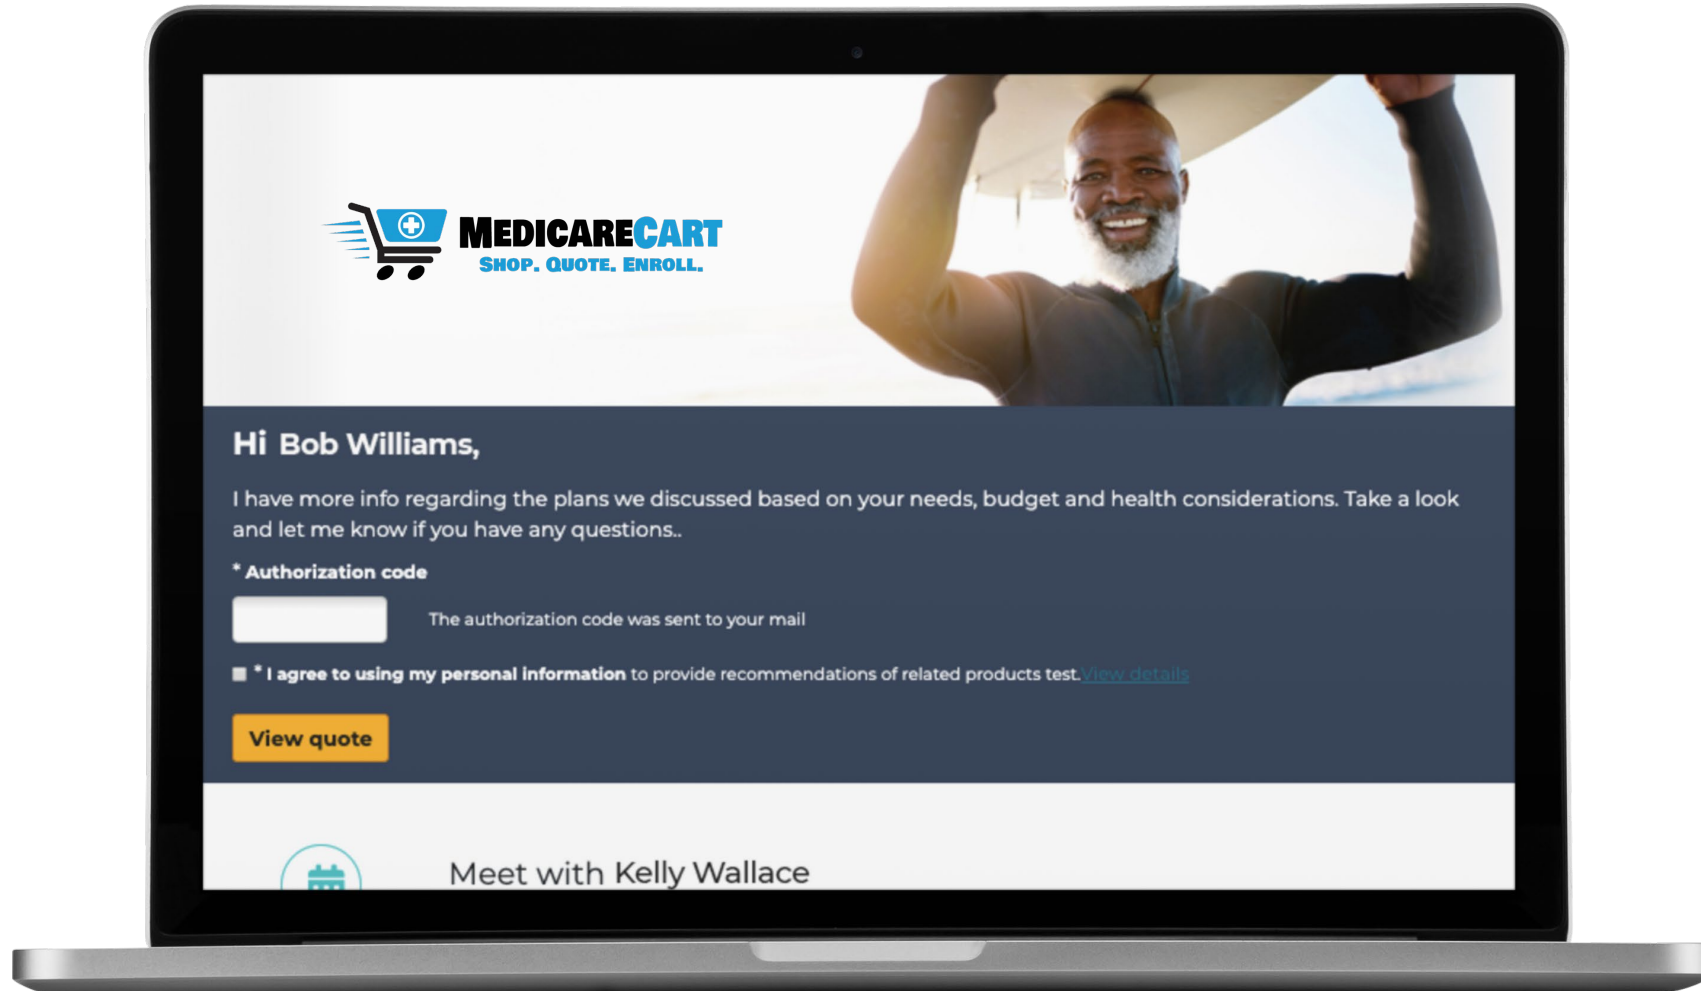 MEDICARECART
SHOP. QUOTE. ENROLL.
Hi Bob Williams,
I have more info regarding the plans we discussed based on your needs, budget and health considerations. Take a look
and let me know if you have any questions..
* Authorization code
The authorization code was sent to your mail
* I agree to using my personal information to provide recommendations of related products test.View details
View quote
Meet with Kelly Wallace